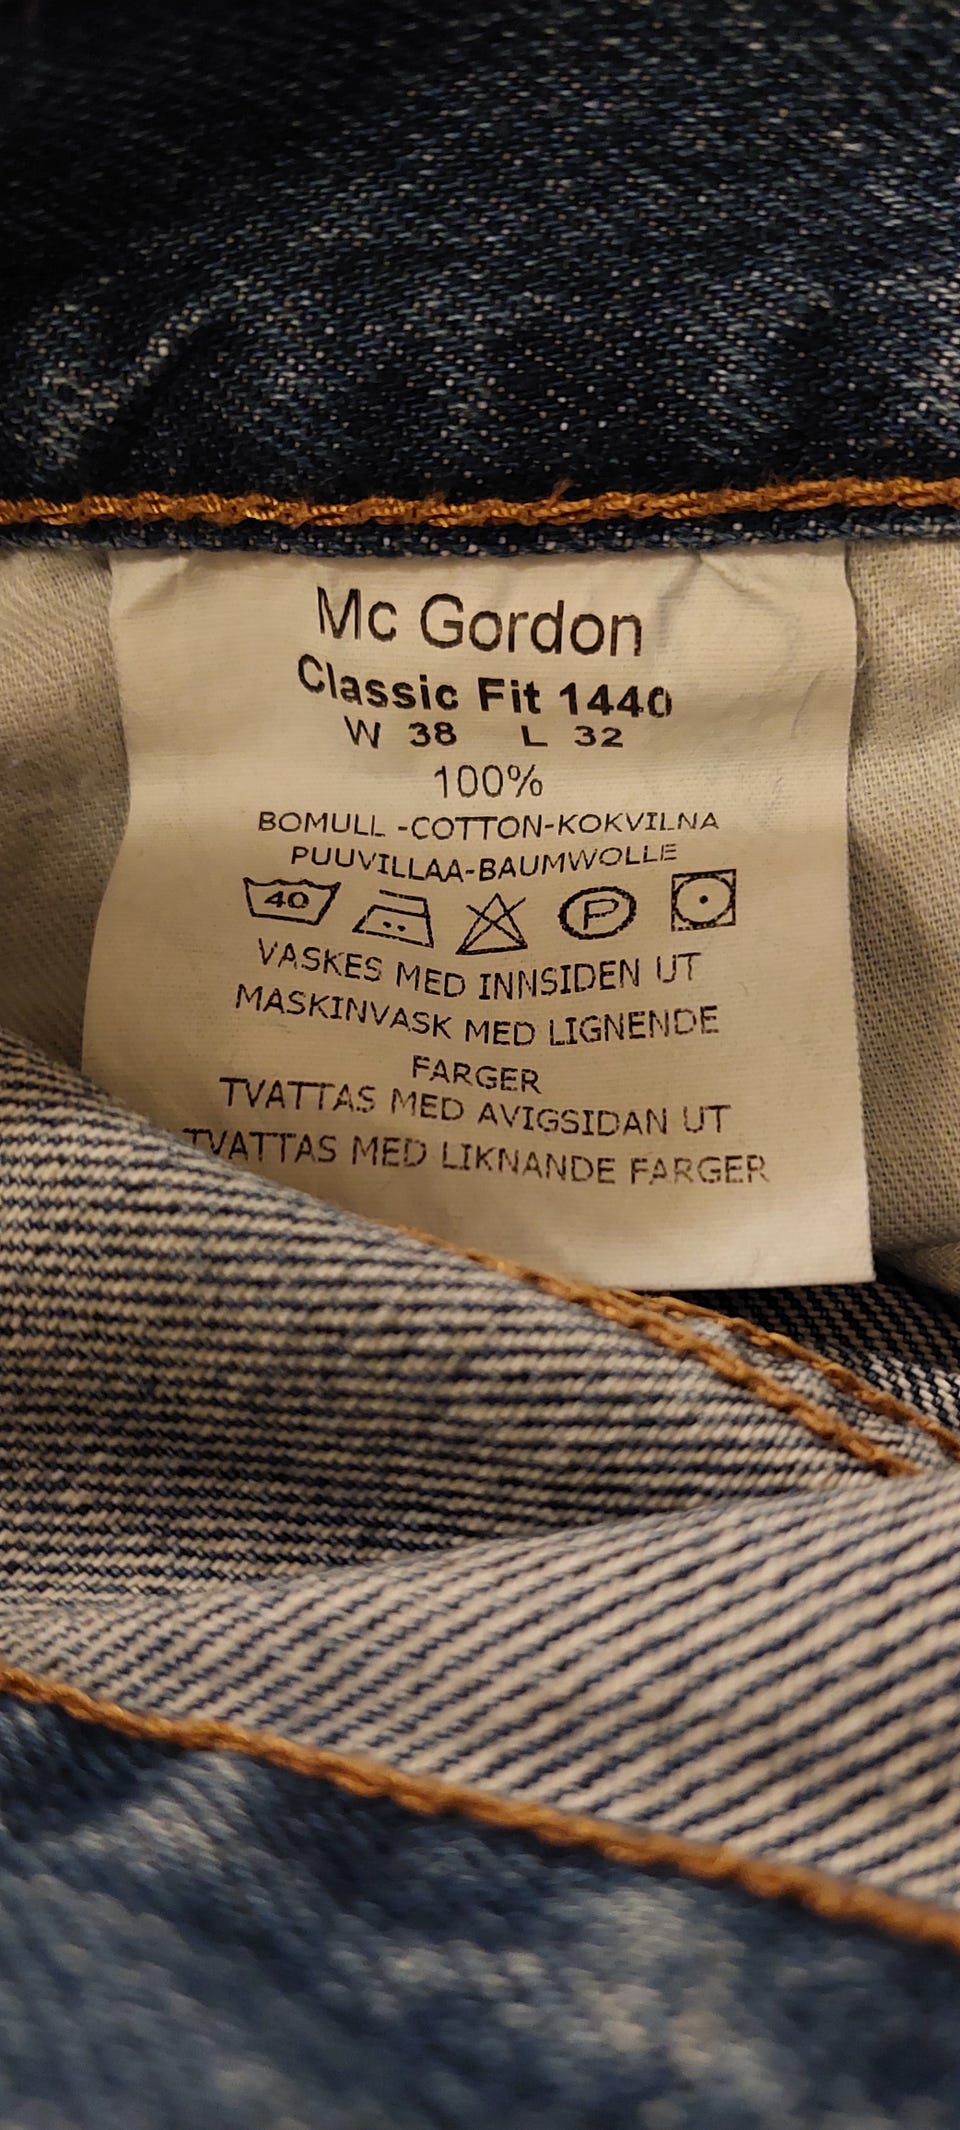 Mc Gordon
Classic Fit 1440
W 38 L 32
100%
BOMULL -COTTON-KOKVILNA
PUUVILLAA-BAUMWOLLE
40 P
VASKES MED INNSIDEN UT
MASKINVASK MED LIGNENDE
FARGER
TVATTAS MED AVIGSIDAN UT
TVATTAS MED LIKNANDE FARGER